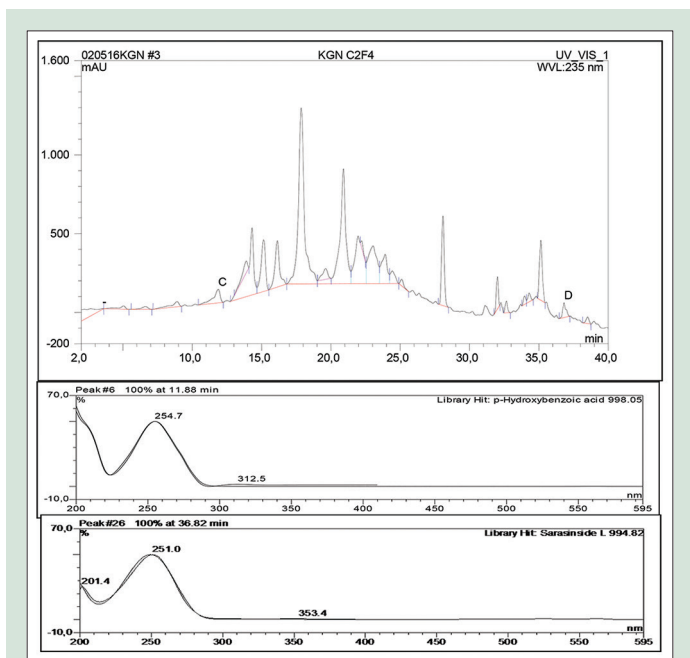 020516KGN #3 KGN C2F4 UV_VIS_1
mAU WVL:235 nm
1.600
1.000
500
-200
C
D
min
2,0 10,0 15,0 20,0 25,0 30,0 35,0 40,0
Peak#6 100% at 11.88 min
70,0
% Library Hit: p-Hydroxybenzoic acid 998.05
254.7
312.5
-10,0
nm
200 250 300 350 400 450 500 550 595
Peak#26 100% at 36.82 min
70,0
% Library Hit: Sarasinside L 994.82
251.0
201.4
353.4
-10,0
nm
200 250 300 350 400 450 500 550 595